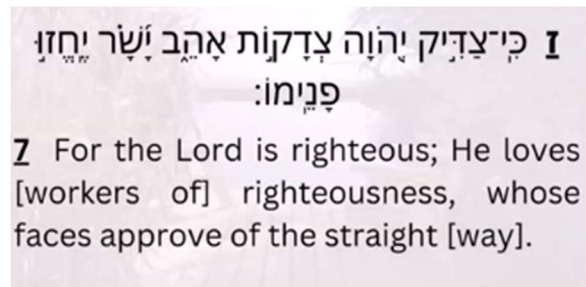 ז כִּֽי־צַדִּ֣יק יְ֭הֹוָה צְדָק֣וֹת אָהֵ֑ב יָ֝שָׁ֗ר יֶחֱז֥וּ
פָנֵֽימוֹ:
7 For the Lord is righteous; He loves
[workers of] righteousness, whose
faces approve of the straight [way].